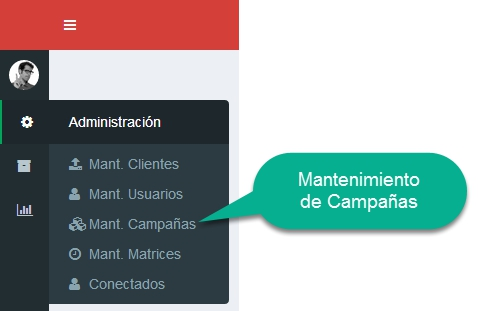 Administración
Mant. Clientes
Mant. Usuarios
Mant. Campañas
Mant. Matrices
Conectados
Mantenimiento
de Campañas